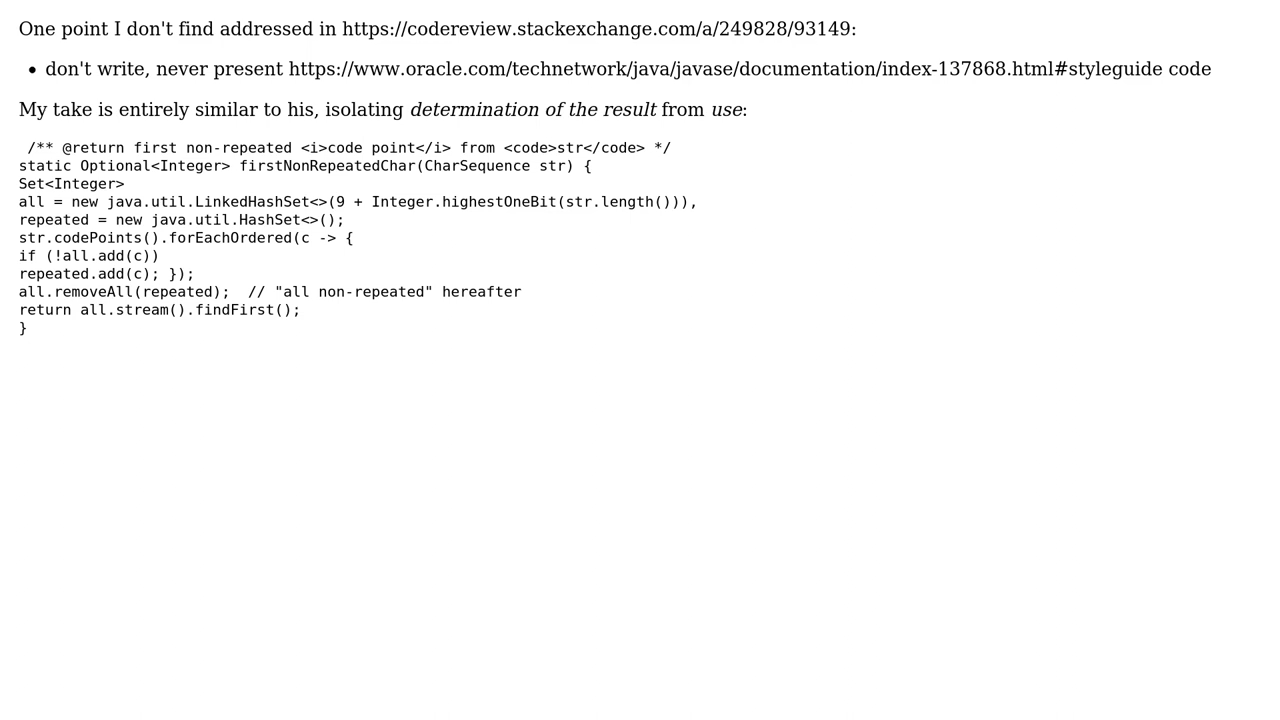 One point I don't find addressed in https://codereview.stackexchange.com/a/249828/93149:
• don't write, never present https://www.oracle.com/technetwork/java/javase/documentation/index-137868.html#styleguide code
My take is entirely similar to his, isolating determination of the result from use:
/** @return first non-repeated <i>code point</i> from <code>str</code> */
static Optional<Integer> firstNonRepeatedChar(CharSequence str) {
Set<Integer>
all = new java.util.LinkedHashSet<>(9 + Integer.highestOneBit(str.length())),
repeated = new java.util.HashSet<>();
str.codePoints().forEachOrdered(c -> {
if (!all.add(c))
repeated.add(c); });
all.removeAll(repeated);  // "all non-repeated" hereafter
return all.stream().findFirst();
}